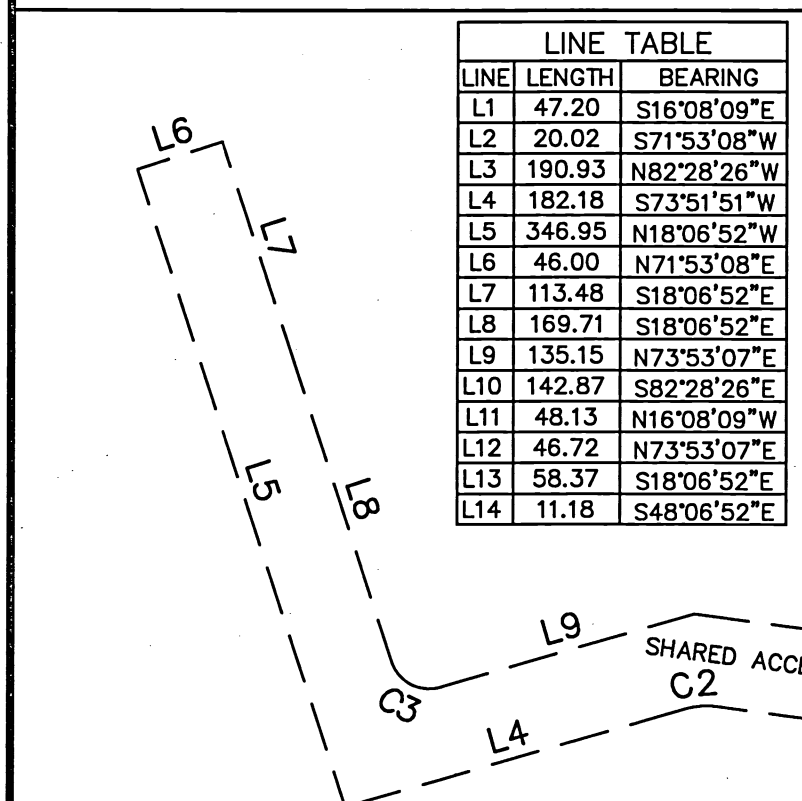 LINE TABLE
LINE LENGTH BEARING
L1 47.20 S16°08'09"E
L2 20.02 S71°53'08"W
L3 190.93 N82°28'26"W
L4 182.18 S73°51'51"W
L5 346.95 N18°06'52"W
L6 46.00 N71°53'08"E
L7 113.48 S18°06'52"E
L8 169.71 S18°06'52"E
L9 135.15 N73°53'07"E
L10 142.87 S82°28'26"E
L11 48.13 N16°08'09"W
L12 46.72 N73°53'07"E
L13 58.37 S18°06'52"E
L14 11.18 S48°06'52"E
L6
L7
L5
L8
L9
SHARED ACCE
C2
C3
L4